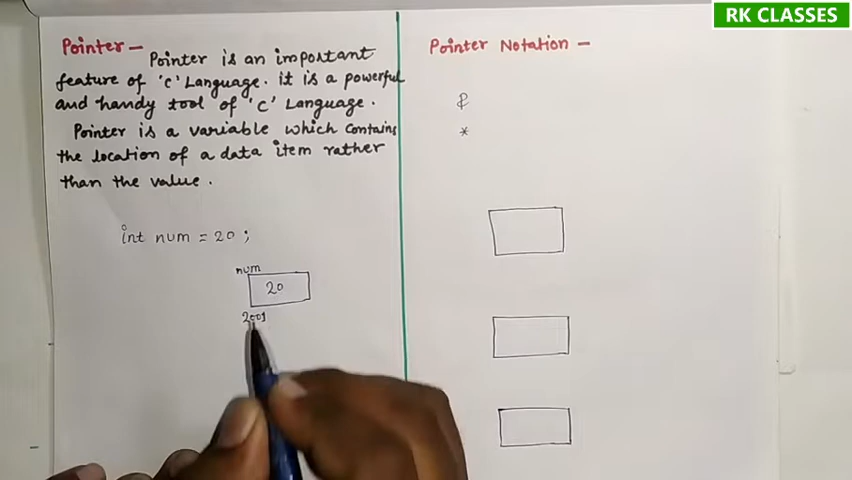 RK CLASSES
Pointer –
Pointer is an important
feature of 'C' Language. it is a powerful
and handy tool of 'C' Language.
Pointer is a variable which contains
the location of a data item rather
than the value.
int num = 20 ;
num
20
2001
Pointer Notation –
&
*